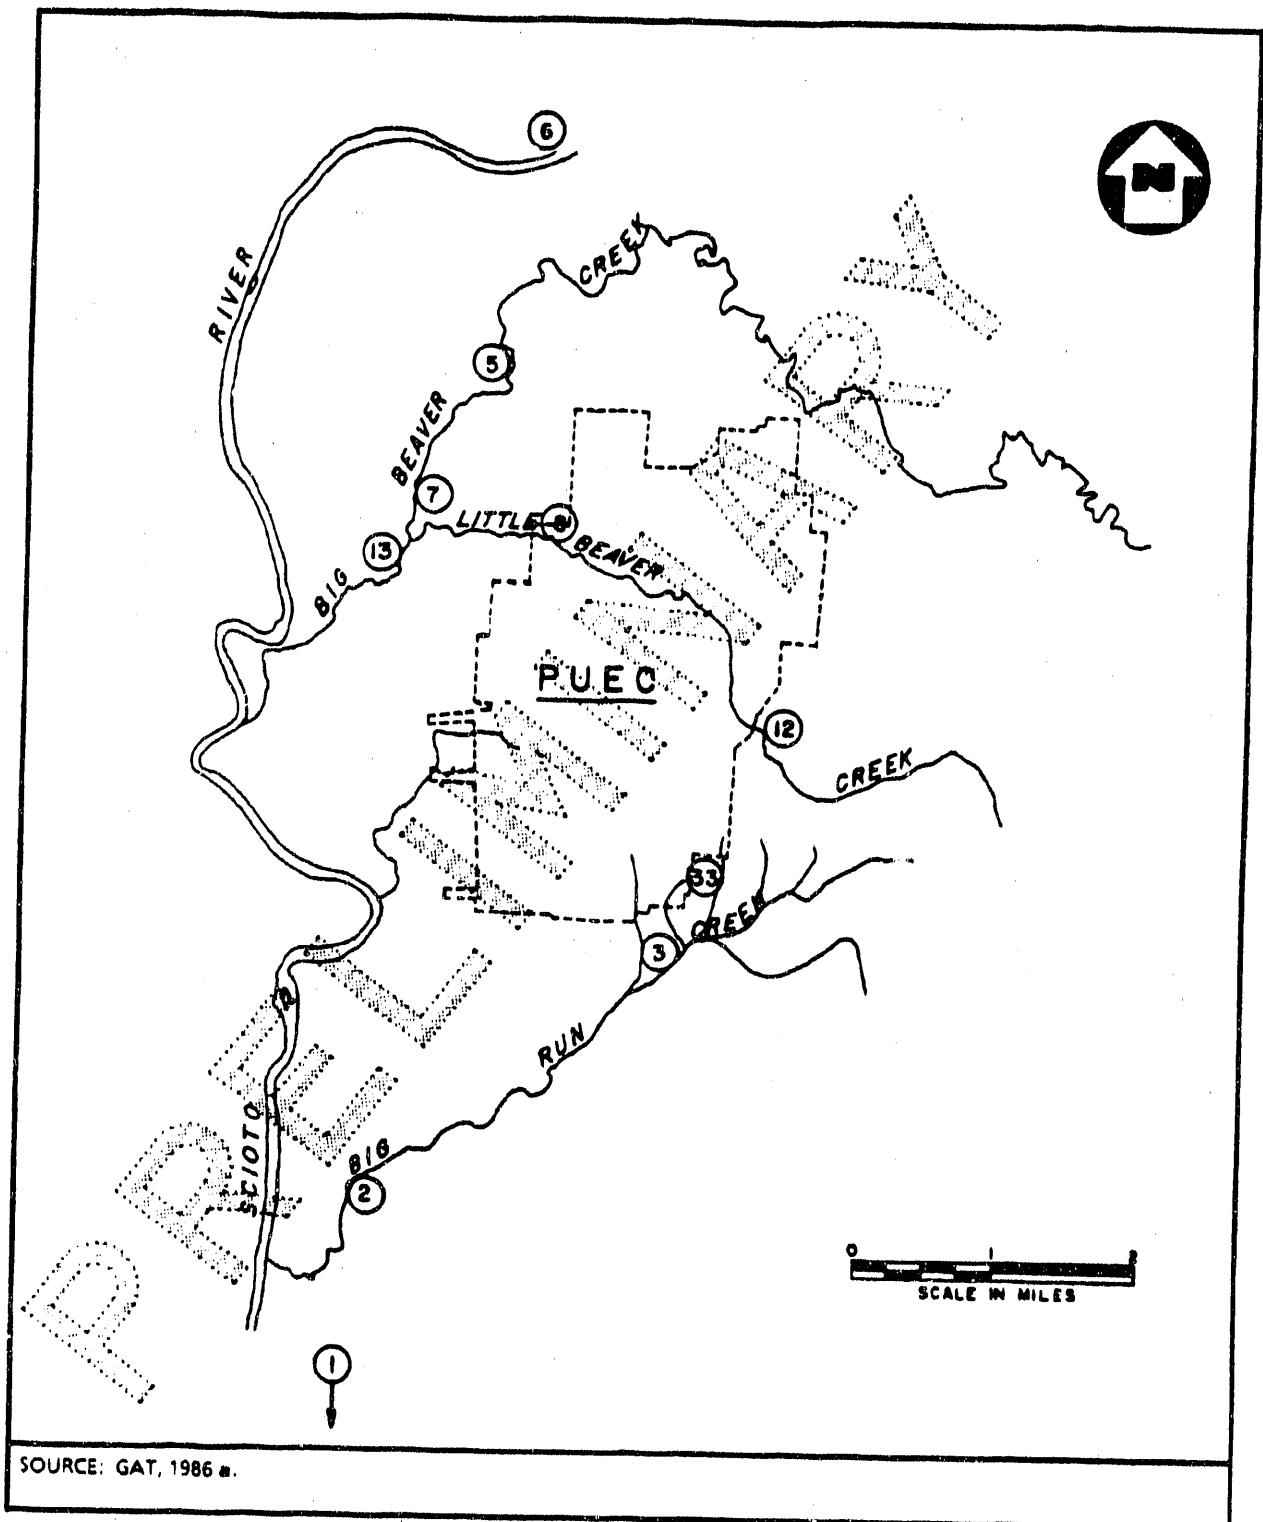 6
N
RIVER
CREEK
5
BEAVER
7
LITTLE
8
BEAVER
13
BIG
PUEC
12
CREEK
33
CREEK
3
RUN
SCIOTO
BIG
2
0 1 2
SCALE IN MILES
1
PRELIMINARY
SOURCE: GAT, 1986 a.